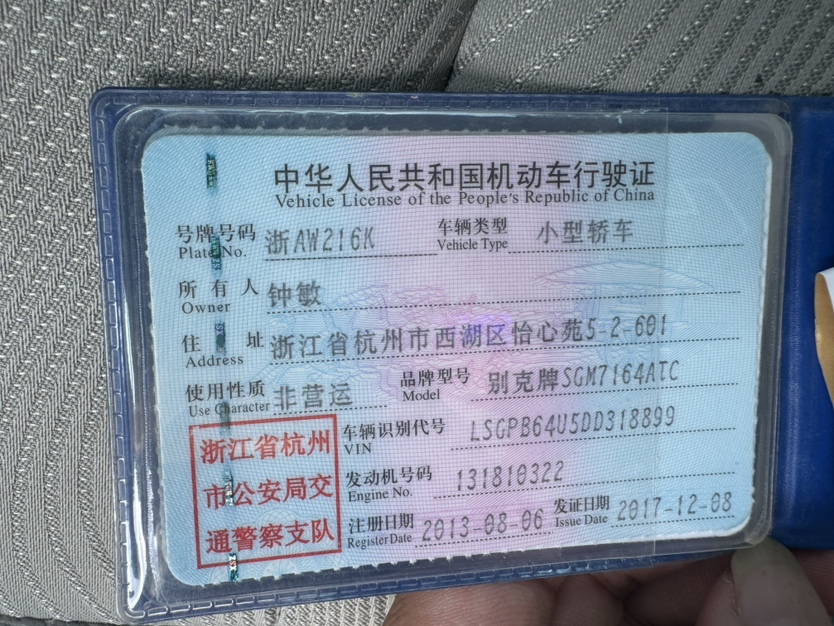 中华人民共和国机动车行驶证
Vehicle License of the People's Republic of China
号牌号码 浙AW216K 车辆类型 小型轿车
Plate No. Vehicle Type
所有人 钟敏
Owner
住址 浙江省杭州市西湖区怡心苑5-2-601
Address
使用性质 非营运 品牌型号 别克牌SGM7164ATC
Use Character Model
浙江省杭州
市公安局交
通警察支队
车辆识别代号 LSGPB64U5DD318899
VIN
发动机号码 131810322
Engine No.
注册日期 2013-08-06 发证日期 2017-12-08
Register Date Issue Date